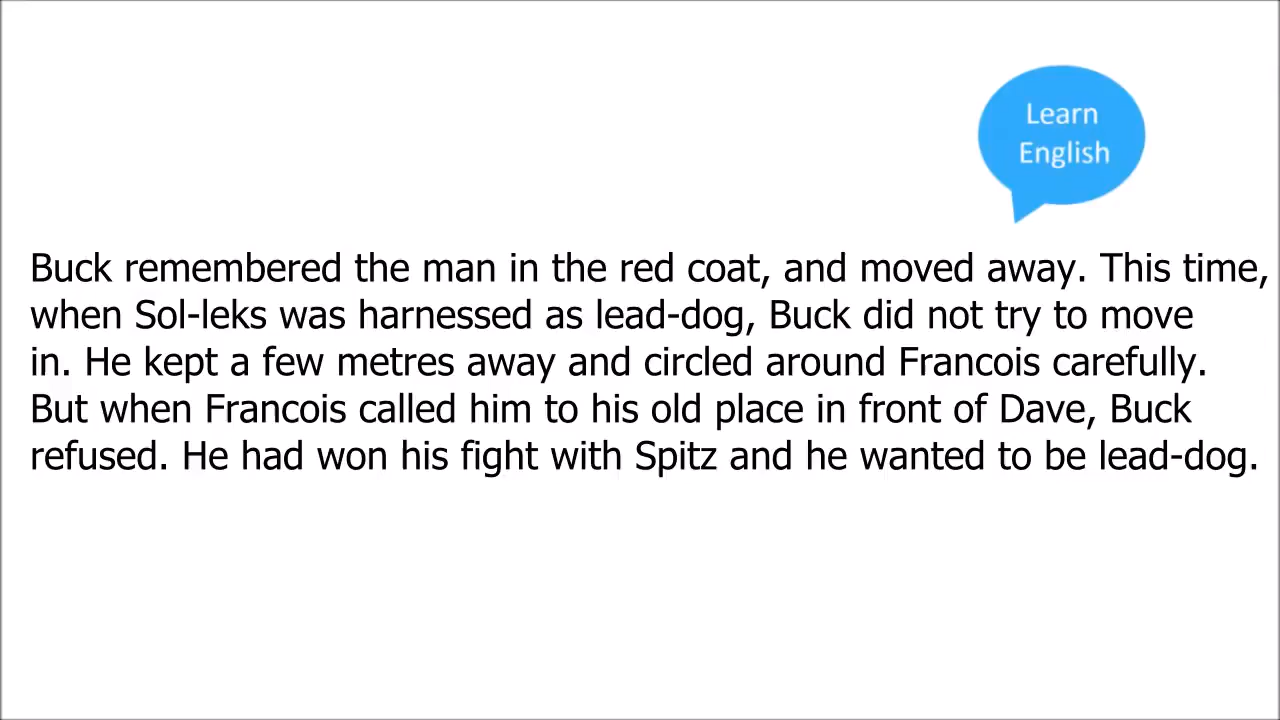 Learn
English
Buck remembered the man in the red coat, and moved away. This time,
when Sol-leks was harnessed as lead-dog, Buck did not try to move
in. He kept a few metres away and circled around Francois carefully.
But when Francois called him to his old place in front of Dave, Buck
refused. He had won his fight with Spitz and he wanted to be lead-dog.